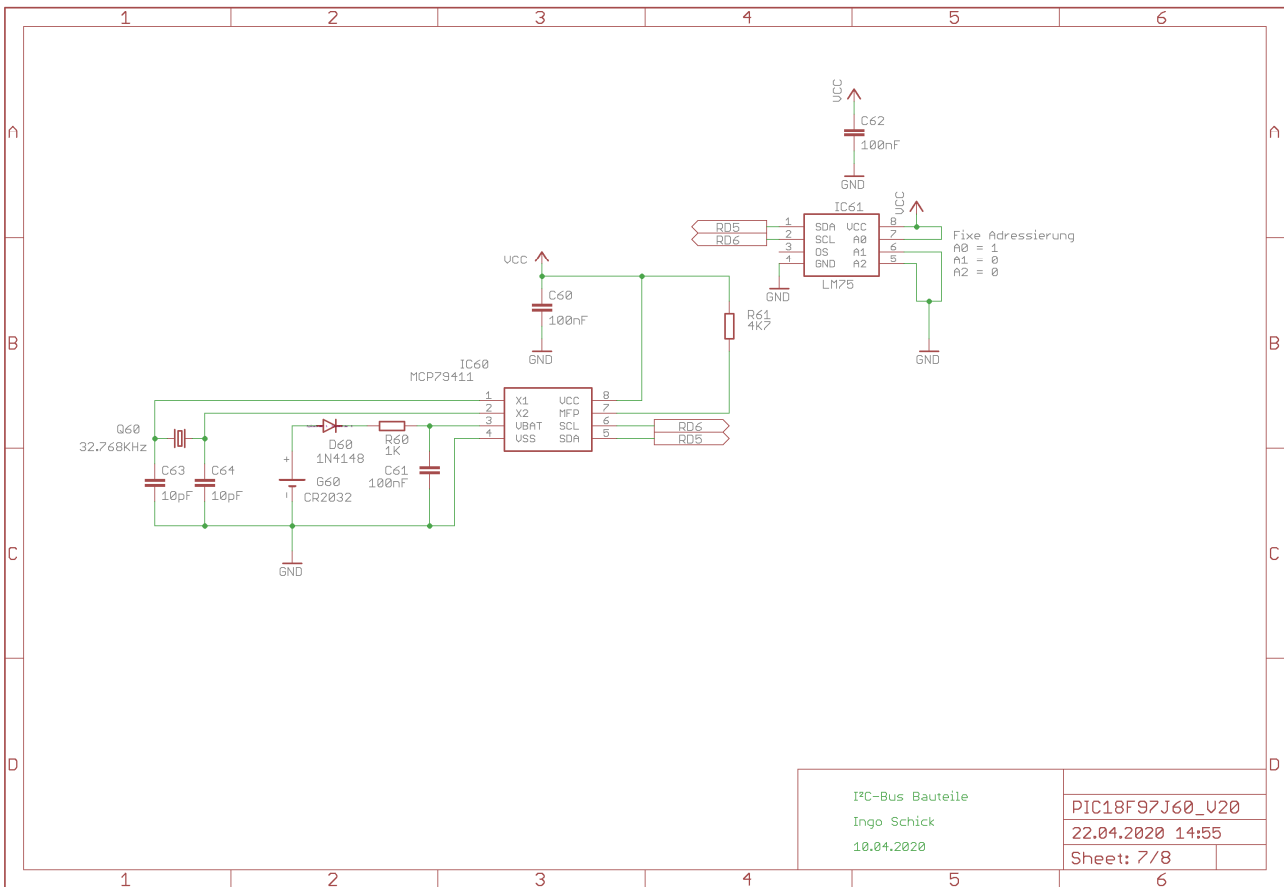 1 2 3 4 5 6
A A
VCC
C62
100nF
GND
VCC
IC61
RD5 1 SDA VCC 8
RD6 2 SCL A0 7
3 OS A1 6
4 GND A2 5
LM75
GND
GND
Fixe Adressierung
A0 = 1
A1 = 0
A2 = 0
B B
VCC
C60
100nF
GND
R61
4K7
IC60
MCP79411
1 X1 VCC 8
2 X2 MFP 7
3 VBAT SCL 6 RD6
4 VSS SDA 5 RD5
Q60
32.768KHz
C63
10pF
C64
10pF
D60
1N4148
R60
1K
C61
100nF
+
G60
-
CR2032
GND
C C
D D
I²C-Bus Bauteile
Ingo Schick
10.04.2020
PIC18F97J60_V20
22.04.2020 14:55
Sheet: 7/8
1 2 3 4 5 6